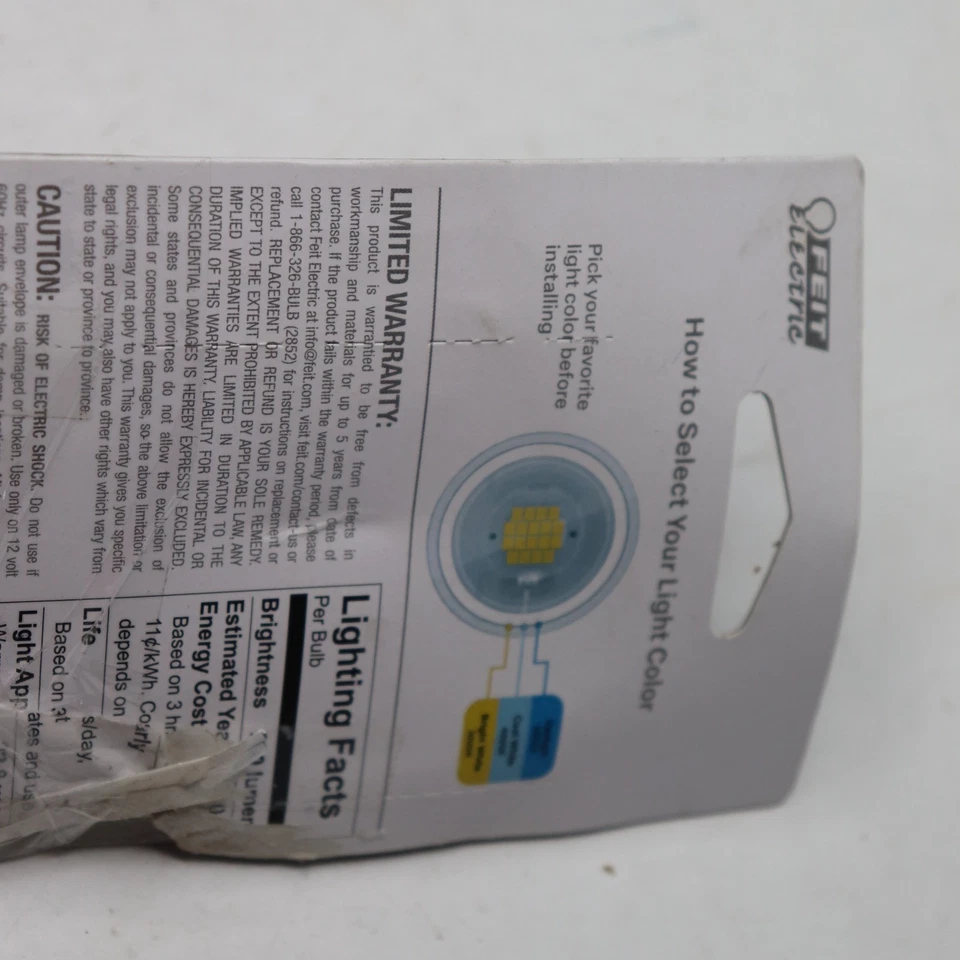 FEIT
Electric
How to Select Your Light Color
Pick your favorite
light color before
installing
Cool White
Bright White
LIMITED WARRANTY:
This product is warrantied to be free from defects in
workmanship and materials for up to 5 years from date of
purchase. If the product fails within the warranty period, please
contact Feit Electric at info@feit.com, visit feit.com/contact-us or
call 1-866-326-BULB (2852) for instructions on replacement or
refund. REPLACEMENT OR REFUND IS YOUR SOLE REMEDY.
EXCEPT TO THE EXTENT PROHIBITED BY APPLICABLE LAW, ANY
IMPLIED WARRANTIES ARE LIMITED IN DURATION TO THE
DURATION OF THIS WARRANTY. LIABILITY FOR INCIDENTAL OR
CONSEQUENTIAL DAMAGES IS HEREBY EXPRESSLY EXCLUDED.
Some states and provinces do not allow the exclusion of
incidental or consequential damages, so the above limitation or
exclusion may not apply to you. This warranty gives you specific
legal rights, and you may also have other rights which vary from
state to state or province to province.
CAUTION: RISK OF ELECTRIC SHOCK. Do not use if
outer lamp envelope is damaged or broken. Use only on 12 volt
60Hz circuits. Suitable for damp
Lighting Facts
Per Bulb
Brightness
Estimated
Energy Cost
Based on 3
11¢/kWh.
depends on
Life
Based on
Light